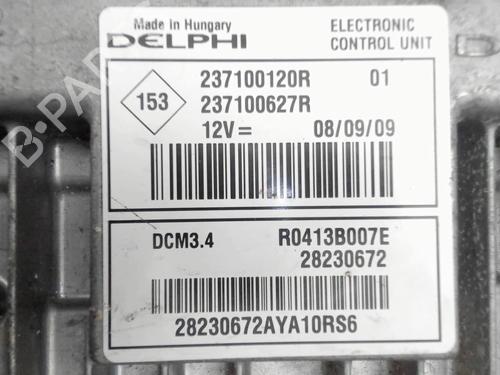 Made in Hungary
DELPHI
ELECTRONIC
CONTROL UNIT
153
237100120R 01
237100627R
12V= 08/09/09
DCM3.4 R0413B007E
28230672
28230672AYA10RS6
B-PARTS